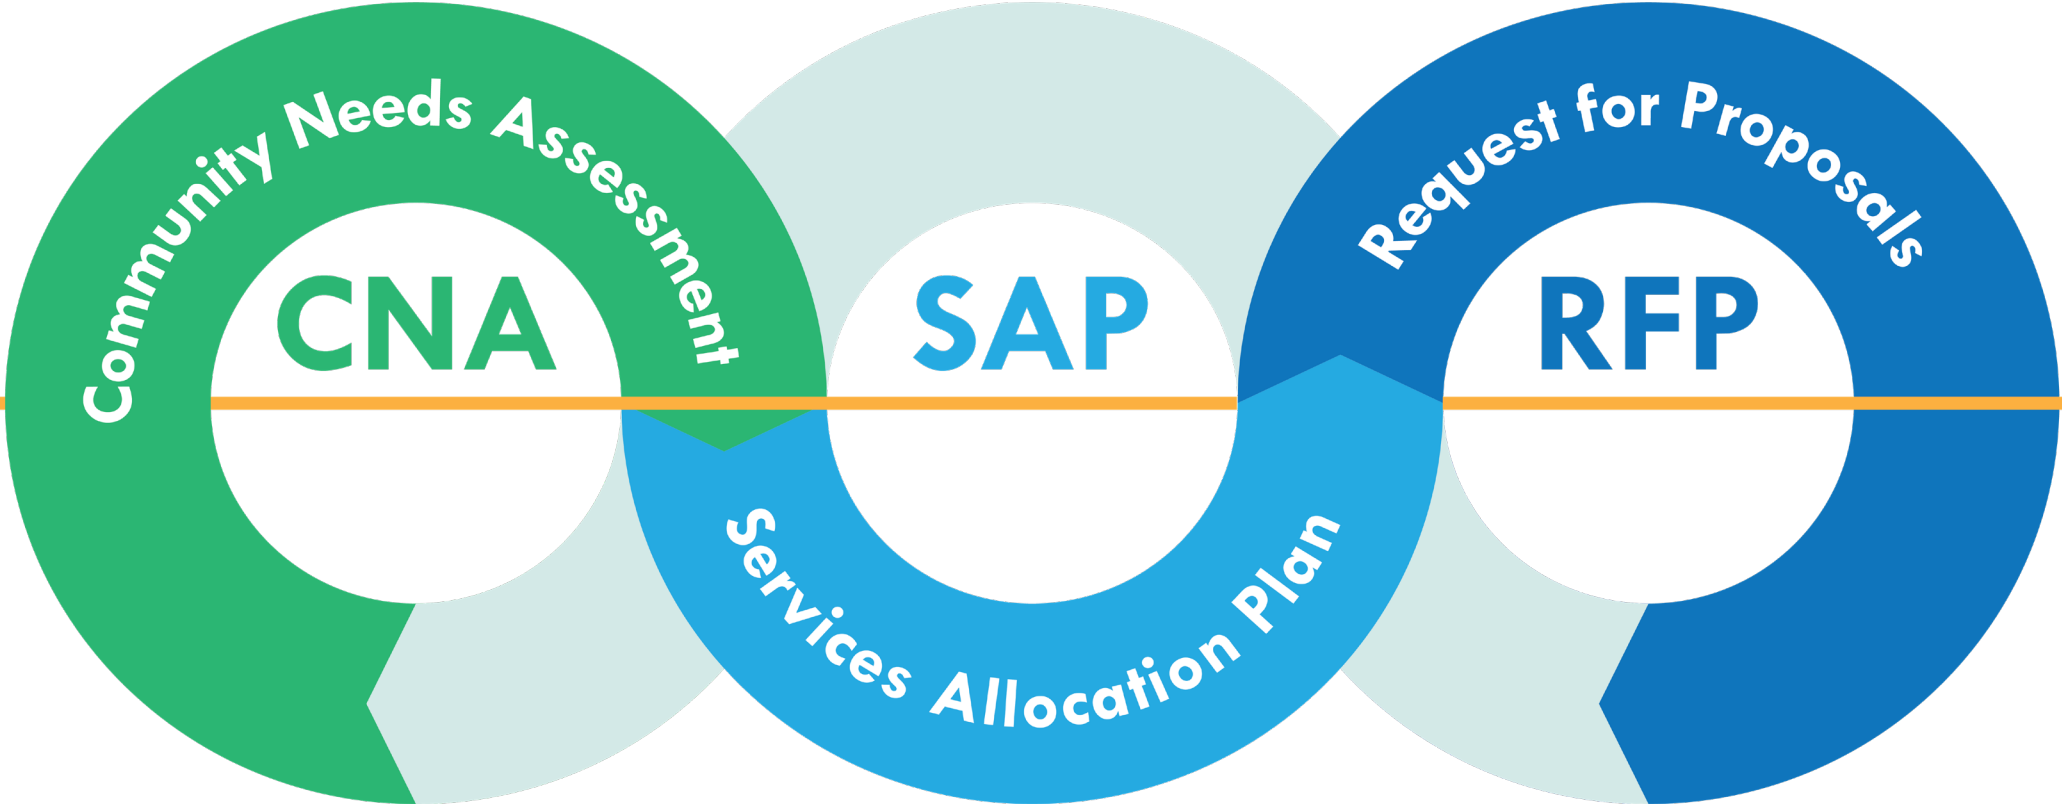 Community Needs Assessment
CNA
Services Allocation Plan
SAP
Request for Proposals
RFP